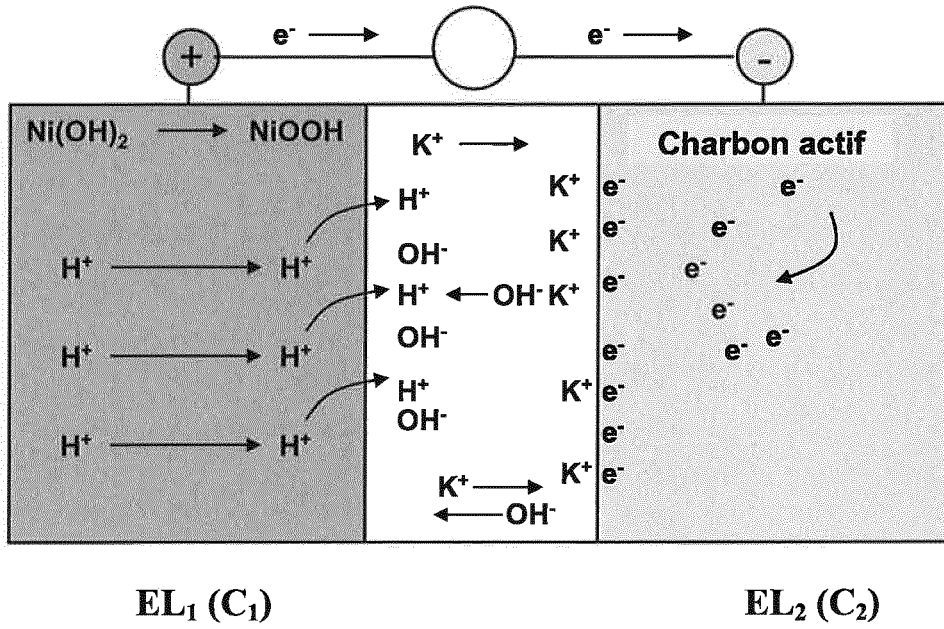 e⁻ → e⁻ →
+ -
Ni(OH)₂ → NiOOH
K⁺ →
Charbon actif
K⁺ e⁻ e⁻
H⁺
e⁻ e⁻
OH⁻ K⁺
H⁺ → H⁺
e⁻
H⁺ ← OH⁻ K⁺ e⁻
e⁻
OH⁻
H⁺ → H⁺
e⁻ e⁻ e⁻
H⁺ K⁺ e⁻
OH⁻
H⁺ → H⁺
e⁻
K⁺ → K⁺ e⁻
← OH⁻
EL₁ (C₁) EL₂ (C₂)